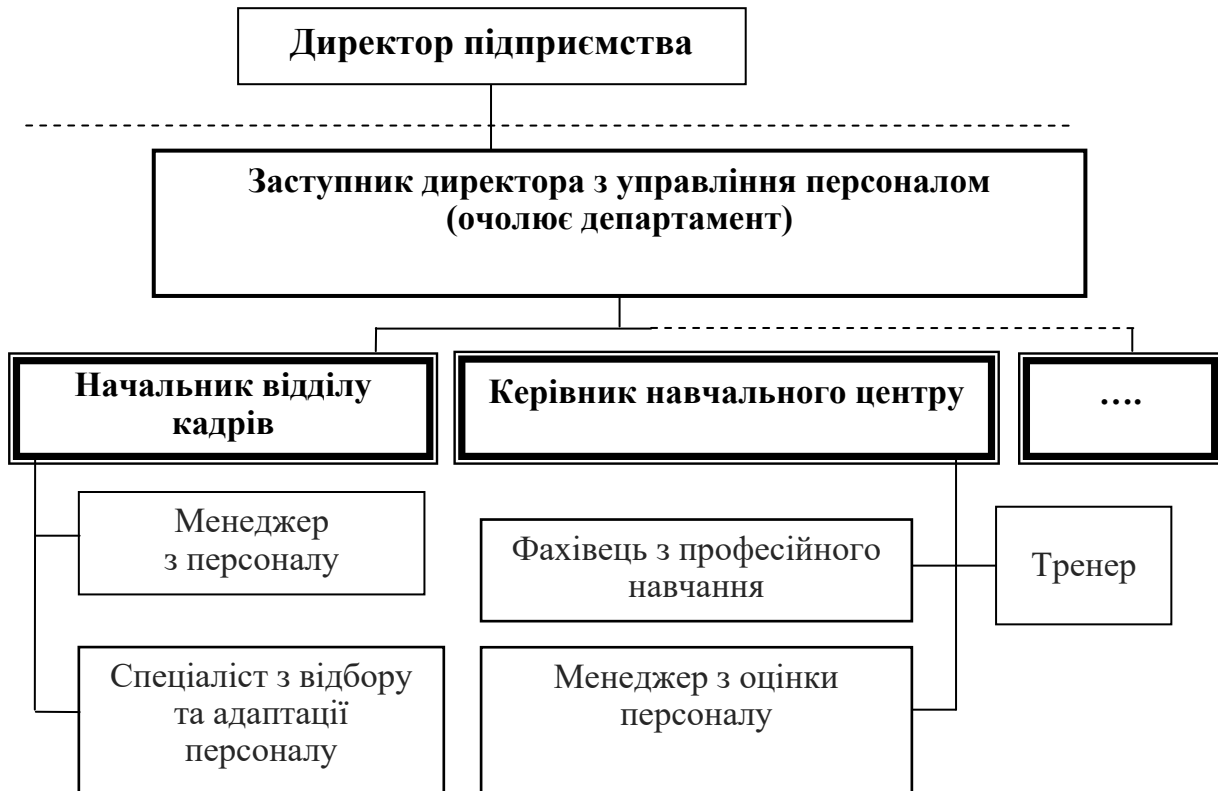 Директор підприємства
Заступник директора з управління персоналом
(очолює департамент)
Начальник відділу
кадрів
Керівник навчального центру
….
Менеджер
з персоналу
Фахівець з професійного
навчання
Тренер
Спеціаліст з відбору
та адаптації
персоналу
Менеджер з оцінки
персоналу